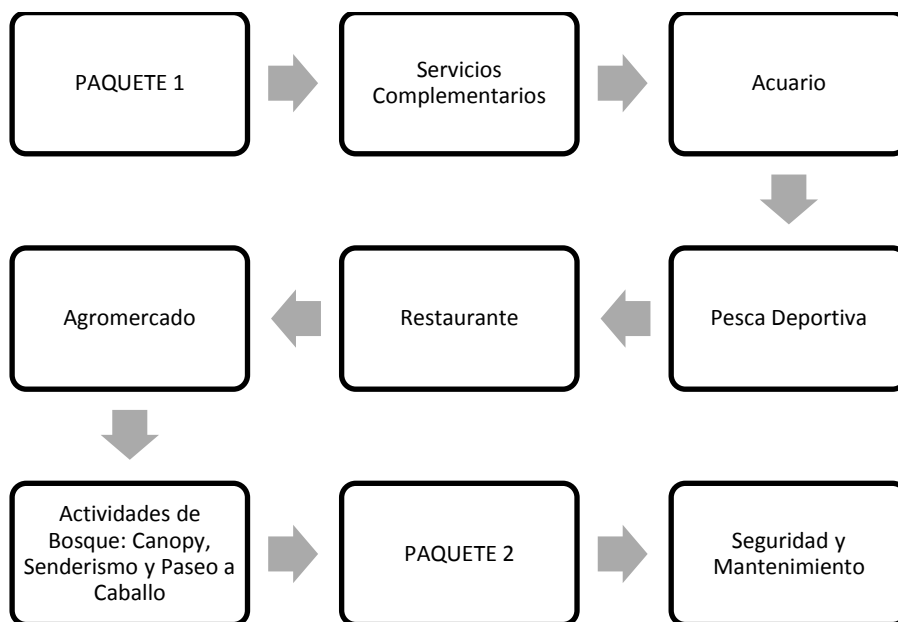 PAQUETE 1
Servicios
Complementarios
Acuario
Pesca Deportiva
Restaurante
Agromercado
Actividades de
Bosque: Canopy,
Senderismo y Paseo a
Caballo
PAQUETE 2
Seguridad y
Mantenimiento